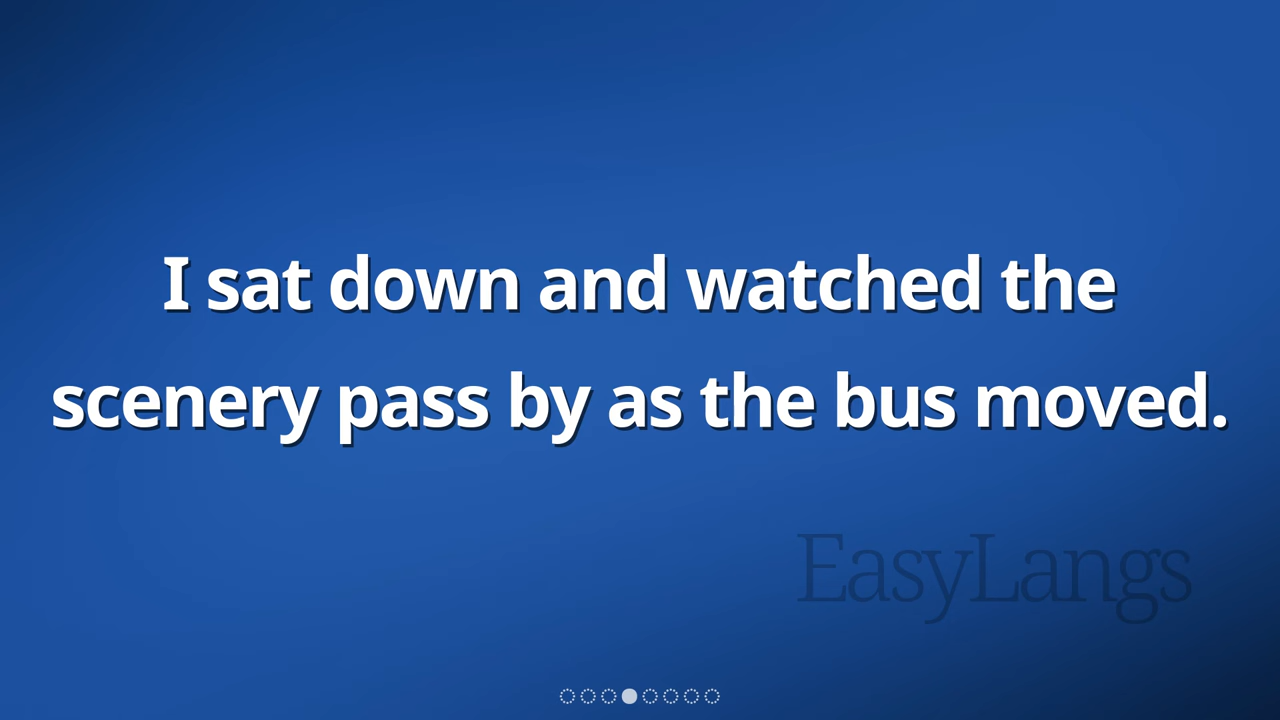 I sat down and watched the
scenery pass by as the bus moved.
EasyLangs